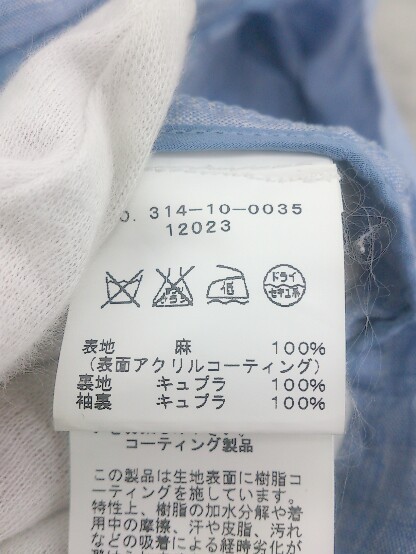 0. 314-10-0035
12023
低
ドライ
セキユ系
表地 麻 100%
(表面アクリルコーティング)
裏地 キュプラ 100%
袖裏 キュプラ 100%
コーティング製品
この製品は生地表面に樹脂コ
ーティングを施しています。
特性上、樹脂の加水分解や着
用中の摩擦、汗や皮脂、汚れ
などの吸着による経時劣化が